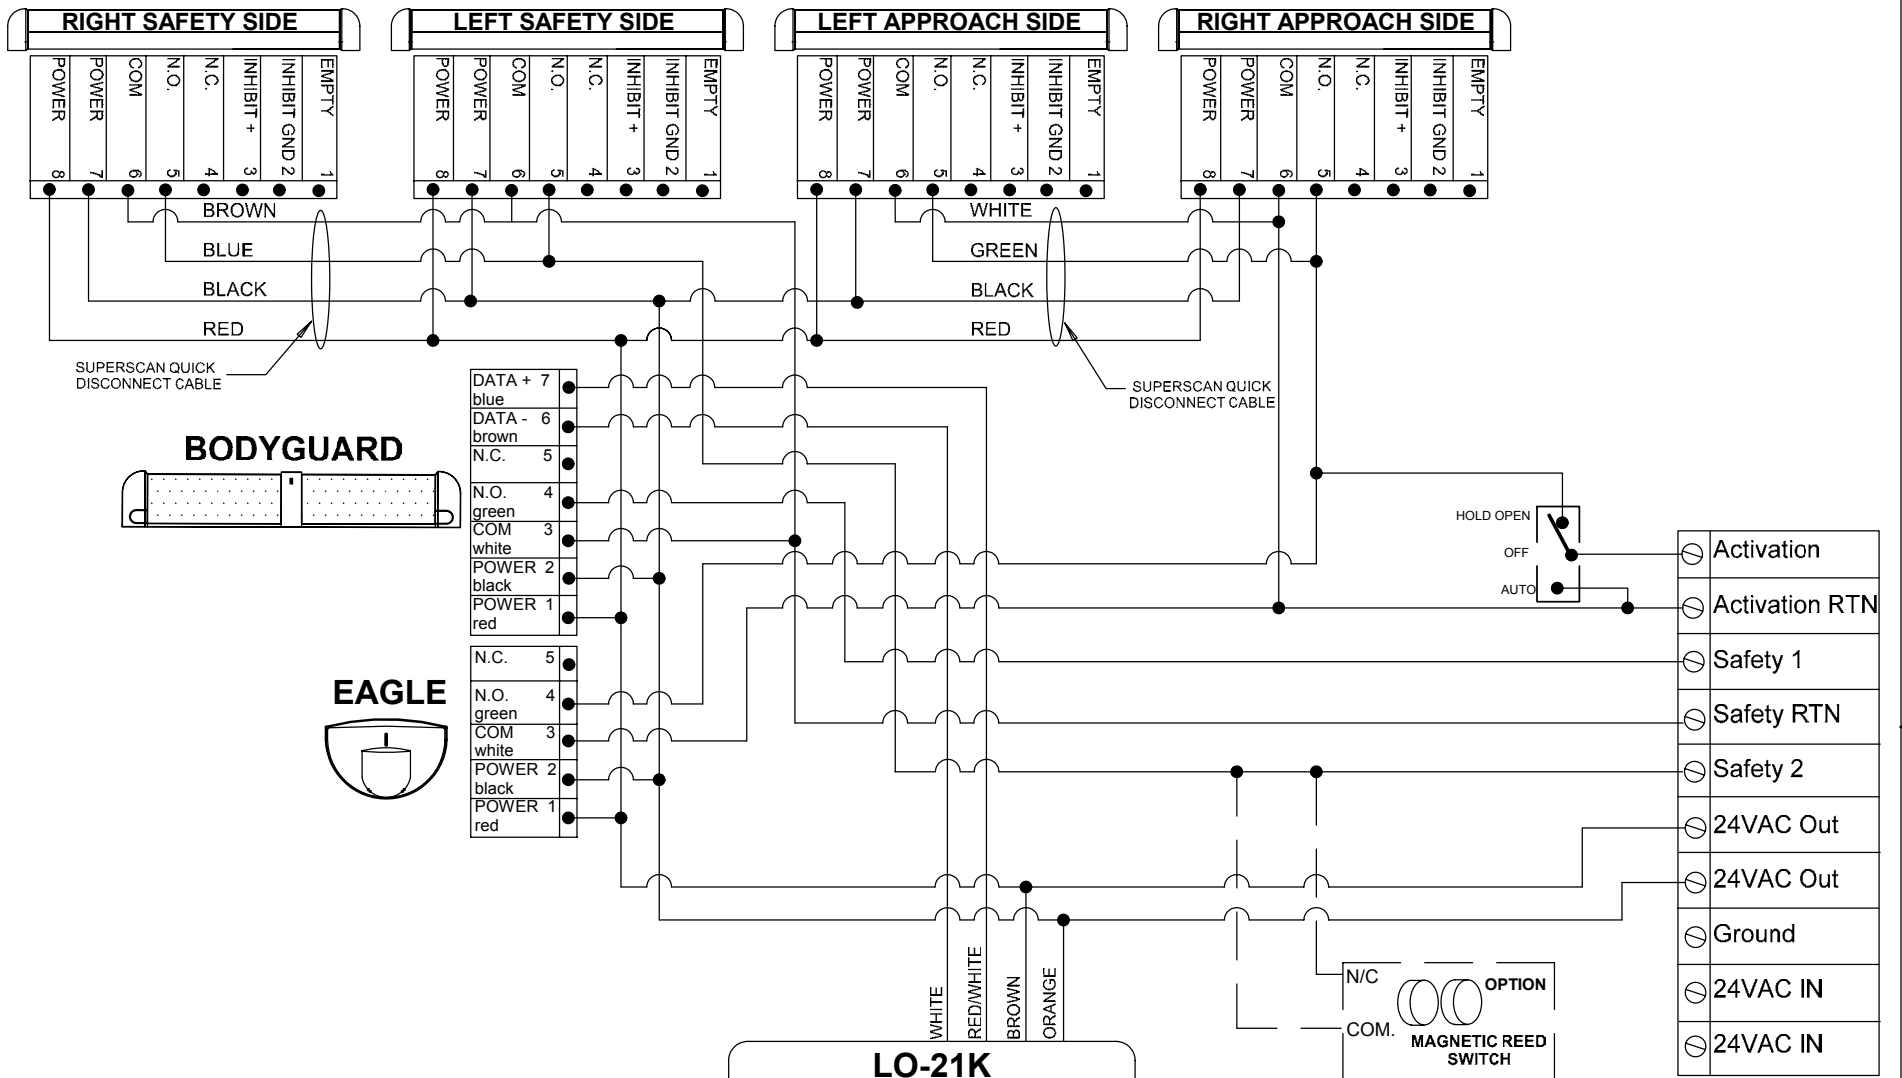 RIGHT SAFETY SIDE
LEFT SAFETY SIDE
LEFT APPROACH SIDE
RIGHT APPROACH SIDE
POWER 8
POWER 7
COM 6
N.O. 5
N.C. 4
INHIBIT + 3
INHIBIT GND 2
EMPTY 1
POWER 8
POWER 7
COM 6
N.O. 5
N.C. 4
INHIBIT + 3
INHIBIT GND 2
EMPTY 1
POWER 8
POWER 7
COM 6
N.O. 5
N.C. 4
INHIBIT + 3
INHIBIT GND 2
EMPTY 1
POWER 8
POWER 7
COM 6
N.O. 5
N.C. 4
INHIBIT + 3
INHIBIT GND 2
EMPTY 1
BROWN
BLUE
BLACK
RED
WHITE
GREEN
BLACK
RED
SUPERSCAN QUICK
DISCONNECT CABLE
SUPERSCAN QUICK
DISCONNECT CABLE
BODYGUARD
DATA + 7
blue
DATA - 6
brown
N.C. 5
N.O. 4
green
COM 3
white
POWER 2
black
POWER 1
red
EAGLE
N.C. 5
N.O. 4
green
COM 3
white
POWER 2
black
POWER 1
red
HOLD OPEN
OFF
AUTO
Activation
Activation RTN
Safety 1
Safety RTN
Safety 2
24VAC Out
24VAC Out
Ground
24VAC IN
24VAC IN
WHITE
RED/WHITE
BROWN
ORANGE
LO-21K
N/C
OPTION
COM.
MAGNETIC REED
SWITCH